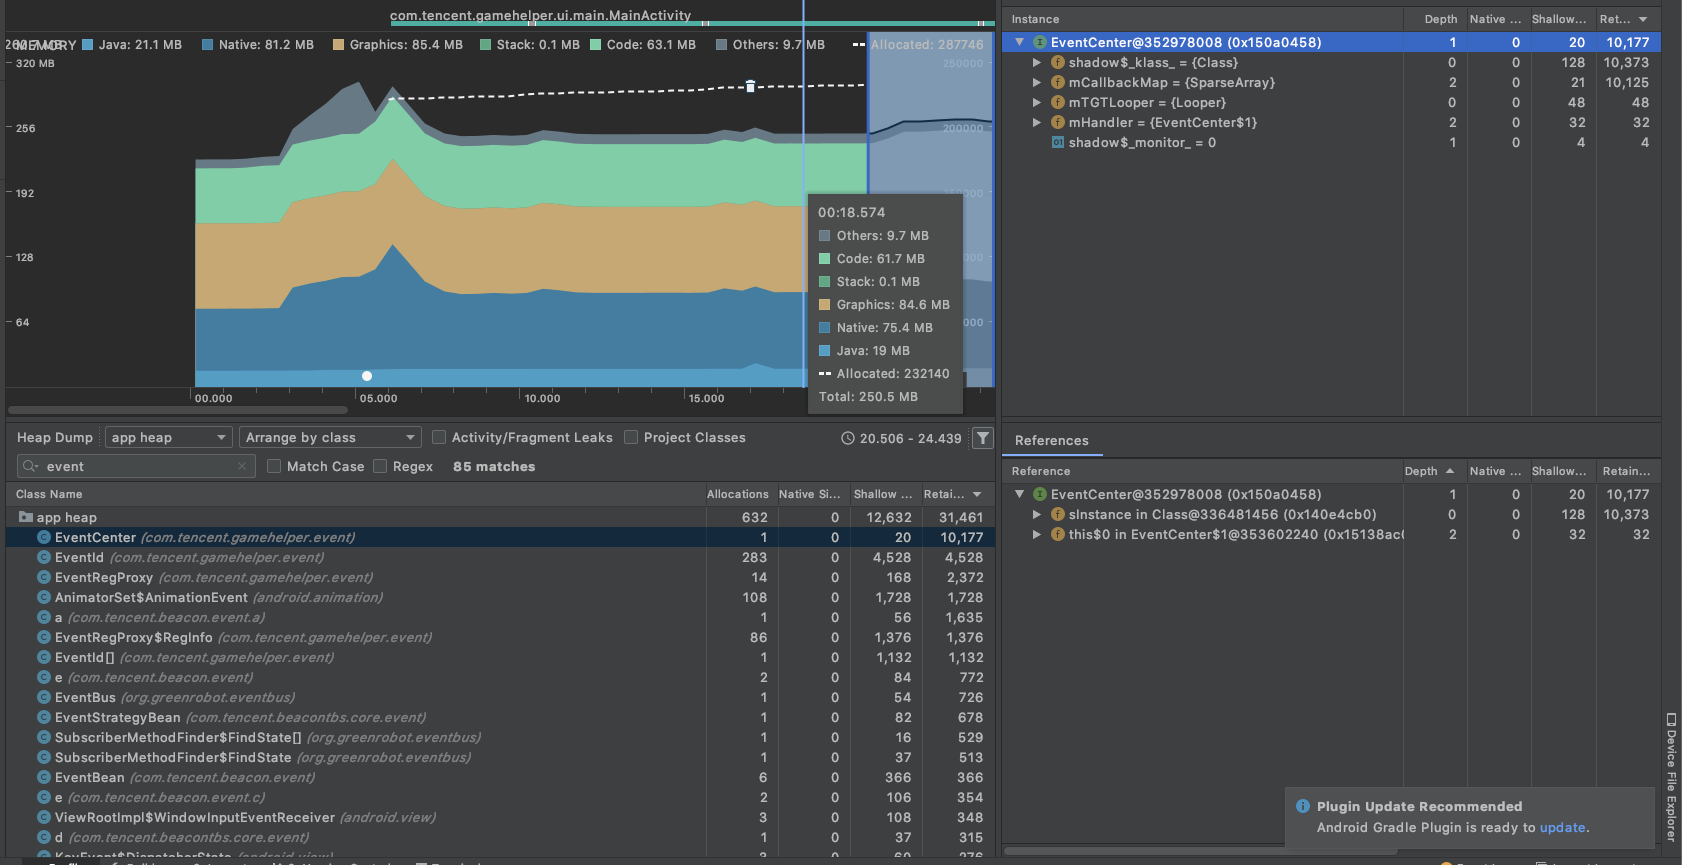 com.tencent.gamehelper.ui.main.MainActivity
MEMORY Java: 21.1 MB Native: 81.2 MB Graphics: 85.4 MB Stack: 0.1 MB Code: 63.1 MB Others: 9.7 MB Allocated: 287746
320 MB 250000
256 200000
192
128
64
00:18.574
Others: 9.7 MB
Code: 61.7 MB
Stack: 0.1 MB
Graphics: 84.6 MB
Native: 75.4 MB
Java: 19 MB
Allocated: 232140
Total: 250.5 MB
00.000 05.000 10.000 15.000
Heap Dump app heap Arrange by class Activity/Fragment Leaks Project Classes 20.506 - 24.439
event Match Case Regex 85 matches
Class Name Allocations Native Si... Shallow ... Retai...
app heap 632 0 12,632 31,461
EventCenter (com.tencent.gamehelper.event) 1 0 20 10,177
EventId (com.tencent.gamehelper.event) 283 0 4,528 4,528
EventRegProxy (com.tencent.gamehelper.event) 14 0 168 2,372
AnimatorSet$AnimationEvent (android.animation) 108 0 1,728 1,728
a (com.tencent.beacon.event.a) 1 0 56 1,635
EventRegProxy$RegInfo (com.tencent.gamehelper.event) 86 0 1,376 1,376
EventId[] (com.tencent.gamehelper.event) 1 0 1,132 1,132
e (com.tencent.beacon.event) 2 0 84 772
EventBus (org.greenrobot.eventbus) 1 0 54 726
EventStrategyBean (com.tencent.beacontbs.core.event) 1 0 82 678
SubscriberMethodFinder$FindState[] (org.greenrobot.eventbus) 1 0 16 529
SubscriberMethodFinder$FindState (org.greenrobot.eventbus) 1 0 37 513
EventBean (com.tencent.beacon.event) 6 0 366 366
e (com.tencent.beacon.event.c) 2 0 106 354
ViewRootImpl$WindowInputEventReceiver (android.view) 3 0 108 348
d (com.tencent.beacontbs.core.event) 1 0 37 315
KeyEvent$DispatcherState (android.view) 3 0 60 276
Instance Depth Native ... Shallow... Ret...
EventCenter@352978008 (0x150a0458) 1 0 20 10,177
shadow$_klass_ = {Class} 0 0 128 10,373
mCallbackMap = {SparseArray} 2 0 21 10,125
mTGTLooper = {Looper} 0 0 48 48
mHandler = {EventCenter$1} 2 0 32 32
shadow$_monitor_ = 0 1 0 4 4
References
Reference Depth Native ... Shallow... Retain...
EventCenter@352978008 (0x150a0458) 1 0 20 10,177
sInstance in Class@336481456 (0x140e4cb0) 0 0 128 10,373
this$0 in EventCenter$1@353602240 (0x15138ac0 2 0 32 32
Plugin Update Recommended
Android Gradle Plugin is ready to update.
Device File Explorer